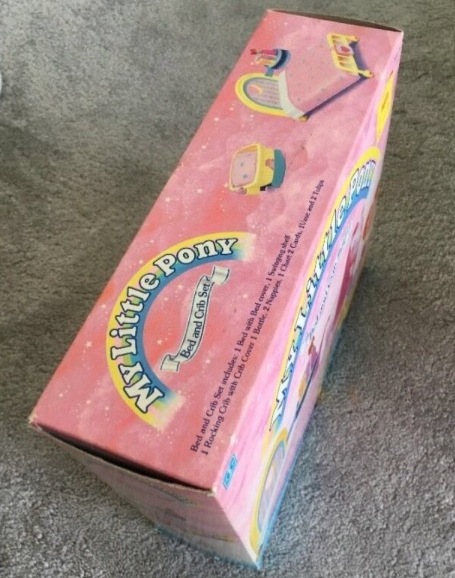 My Little Pony
Bed and Crib Set
Bed and Crib Set includes: 1 Bed with Bed cover, 1 Swinging shelf
1 Rocking Crib with Crib Cover 1 Bottle, 2 Nappies, 1 Chest 2 Cards, 1 Vase and 2 Tulips
My Little Pony